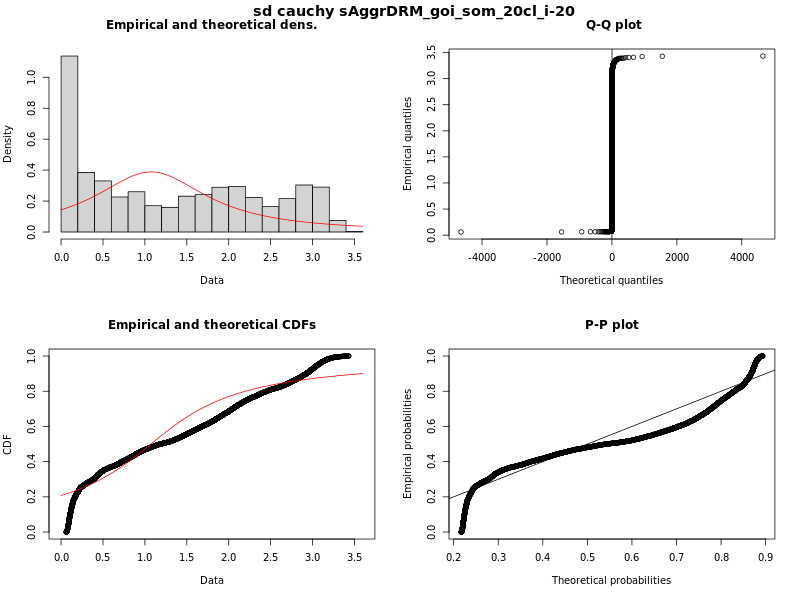 sd cauchy sAggrDRM_goi_som_20cl_i-20
Empirical and theoretical dens.
Density
0.0 0.2 0.4 0.6 0.8 1.0
0.0 0.5 1.0 1.5 2.0 2.5 3.0 3.5
Data
Q-Q plot
Empirical quantiles
0.0 0.5 1.0 1.5 2.0 2.5 3.0 3.5
-4000 -2000 0 2000 4000
Theoretical quantiles
Empirical and theoretical CDFs
CDF
0.0 0.2 0.4 0.6 0.8 1.0
0.0 0.5 1.0 1.5 2.0 2.5 3.0 3.5
Data
P-P plot
Empirical probabilities
0.0 0.2 0.4 0.6 0.8 1.0
0.2 0.3 0.4 0.5 0.6 0.7 0.8 0.9
Theoretical probabilities